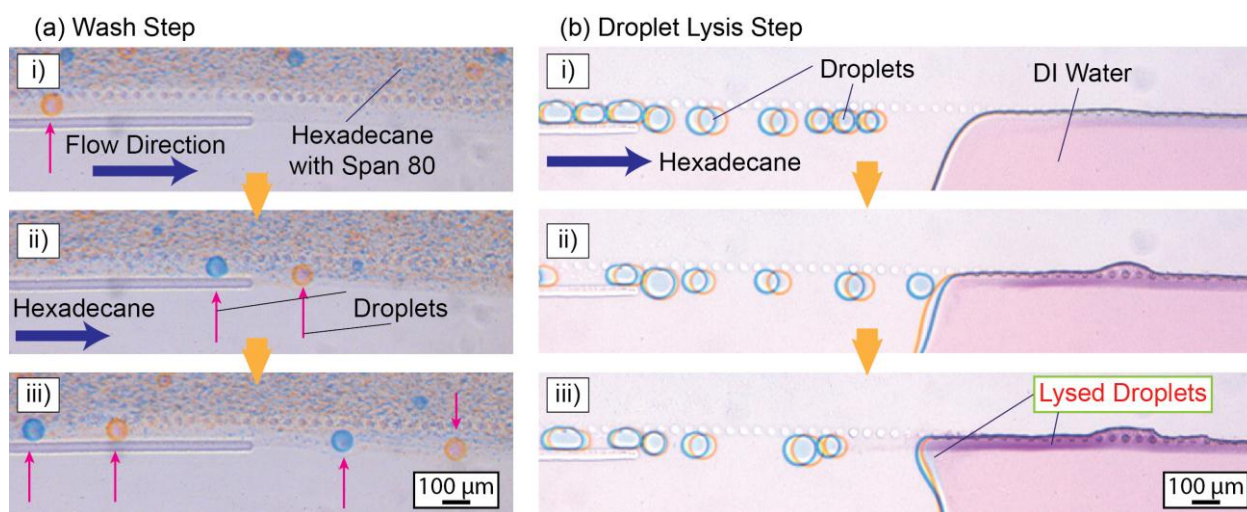 (a) Wash Step
i)
Flow Direction
Hexadecane
with Span 80
ii)
Hexadecane
Droplets
iii)
100 μm
(b) Droplet Lysis Step
i)
Droplets
DI Water
Hexadecane
ii)
iii)
Lysed Droplets
100 μm